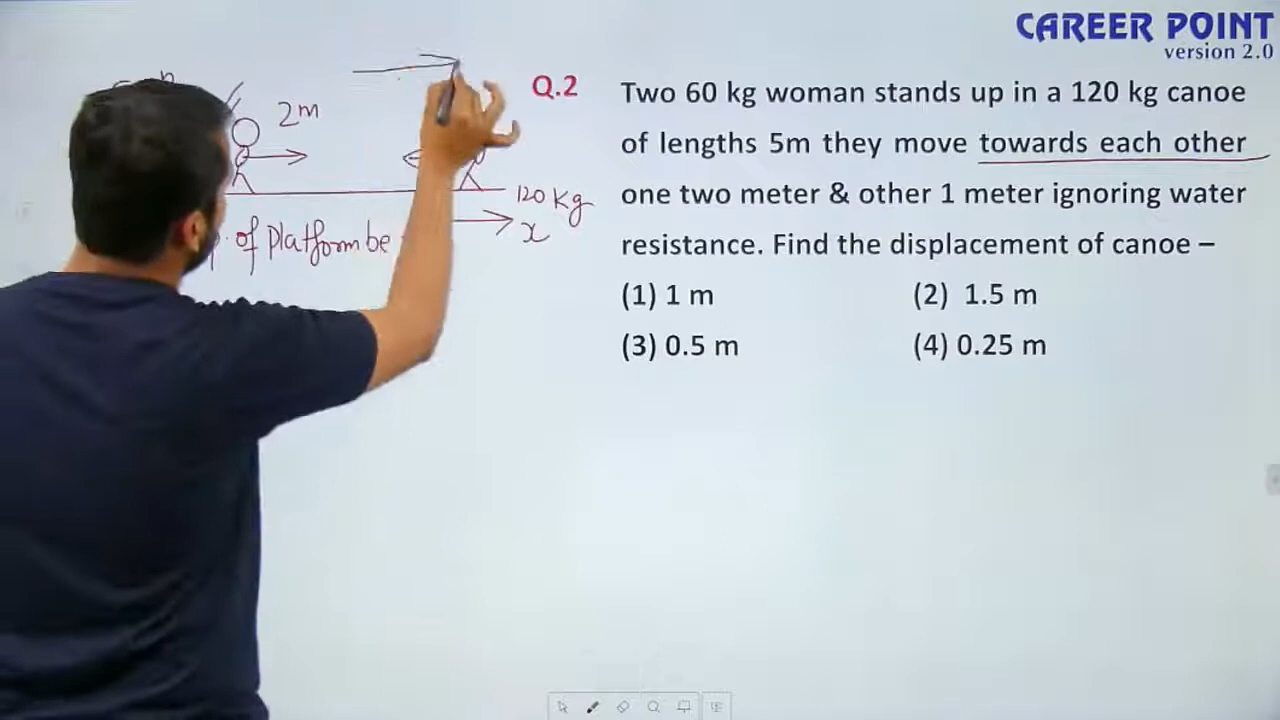 CAREER POINT
version 2.0
Q.2 Two 60 kg woman stands up in a 120 kg canoe
of lengths 5m they move towards each other
one two meter & other 1 meter ignoring water
resistance. Find the displacement of canoe –
(1) 1 m (2) 1.5 m
(3) 0.5 m (4) 0.25 m
2m
120 kg
x
of platform be